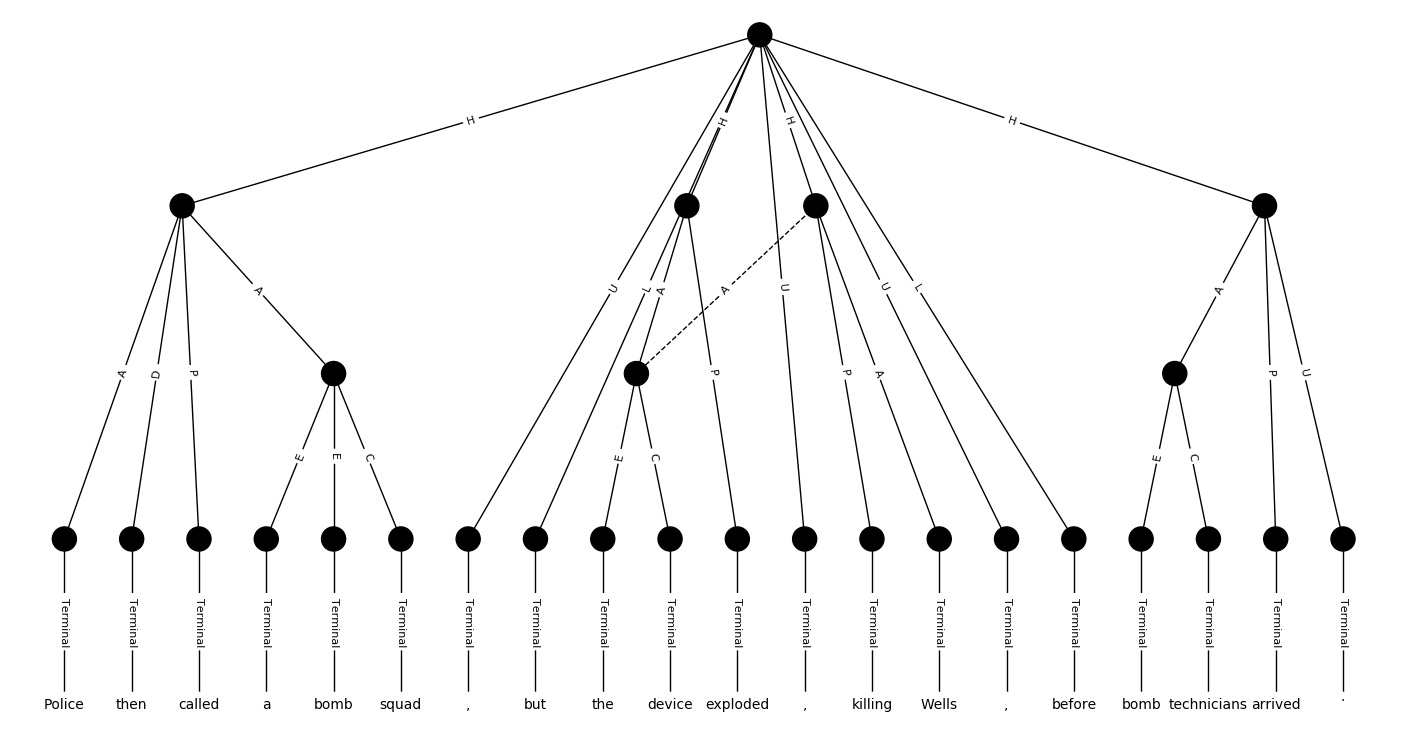 H H H H
U L A A U U L A A
A D P P P A P U
E E C E C E C
Terminal Terminal Terminal Terminal Terminal Terminal Terminal Terminal Terminal Terminal Terminal Terminal Terminal Terminal Terminal Terminal Terminal Terminal Terminal Terminal
Police then called a bomb squad , but the device exploded , killing Wells , before bomb technicians arrived .